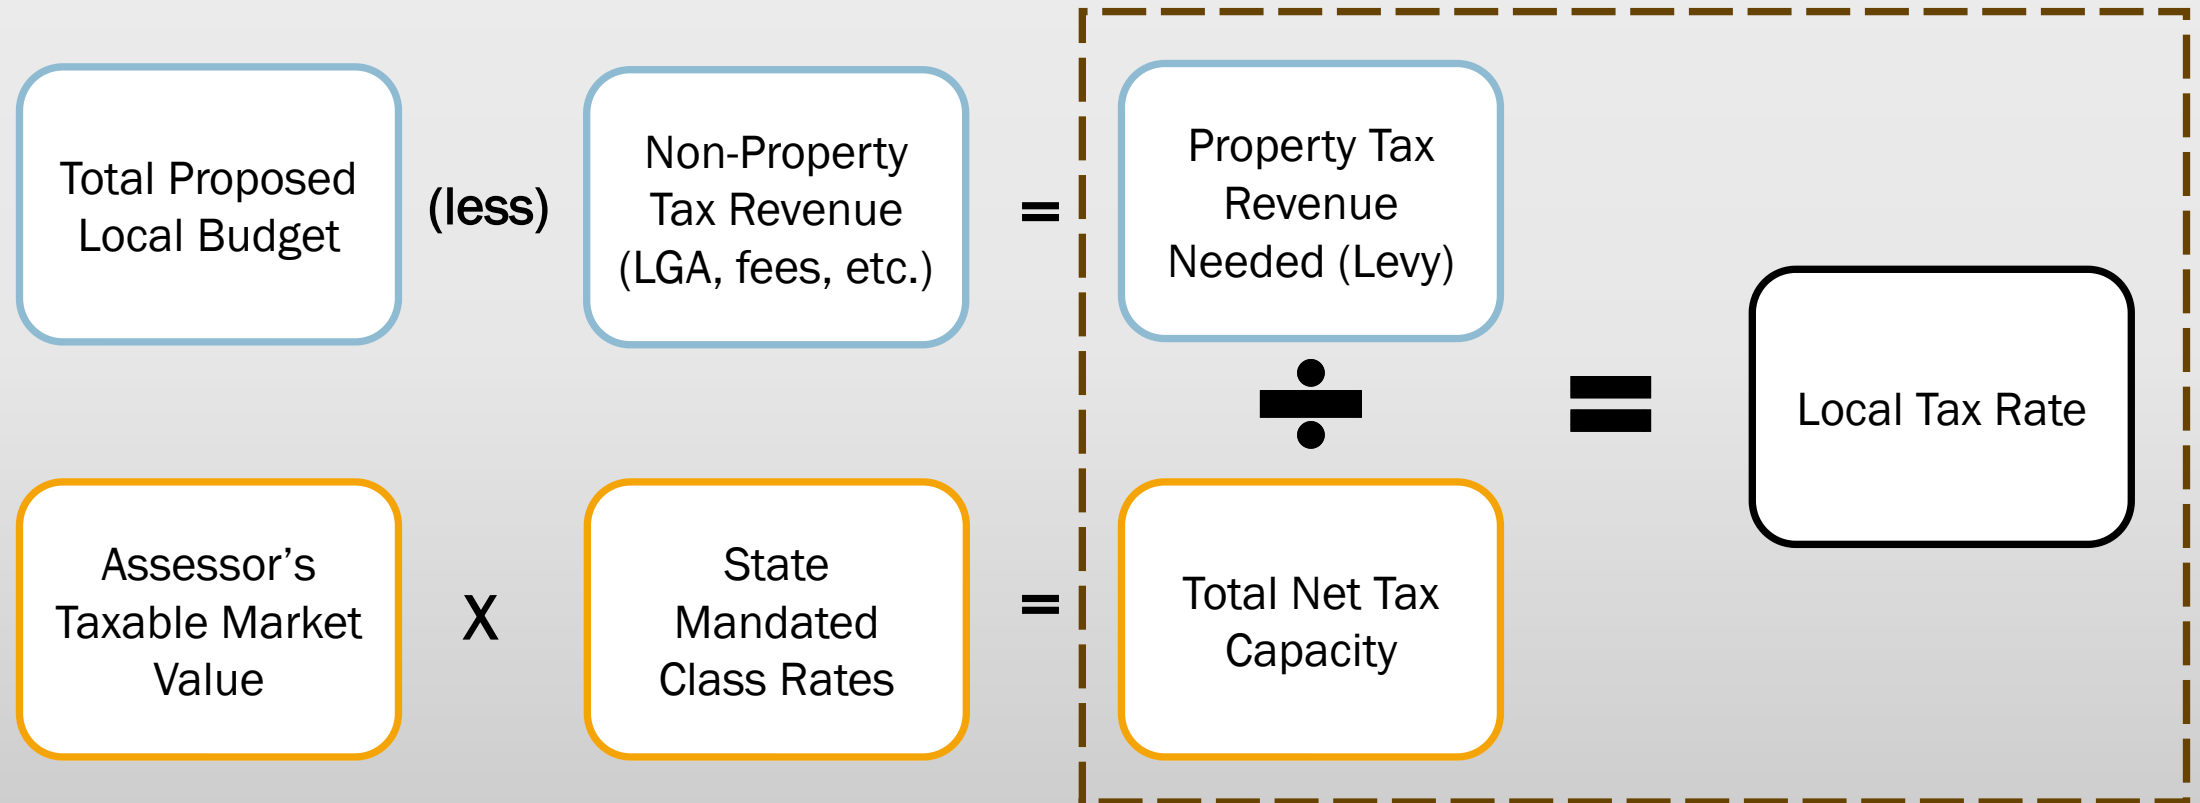 Total Proposed
Local Budget
(less)
Non-Property
Tax Revenue
(LGA, fees, etc.)
=
Property Tax
Revenue
Needed (Levy)
÷
=
Local Tax Rate
Assessor’s
Taxable Market
Value
X
State
Mandated
Class Rates
=
Total Net Tax
Capacity